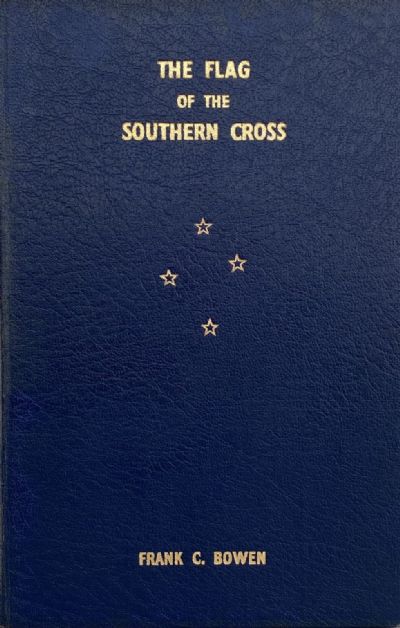 THE FLAG
OF THE
SOUTHERN CROSS
FRANK C. BOWEN